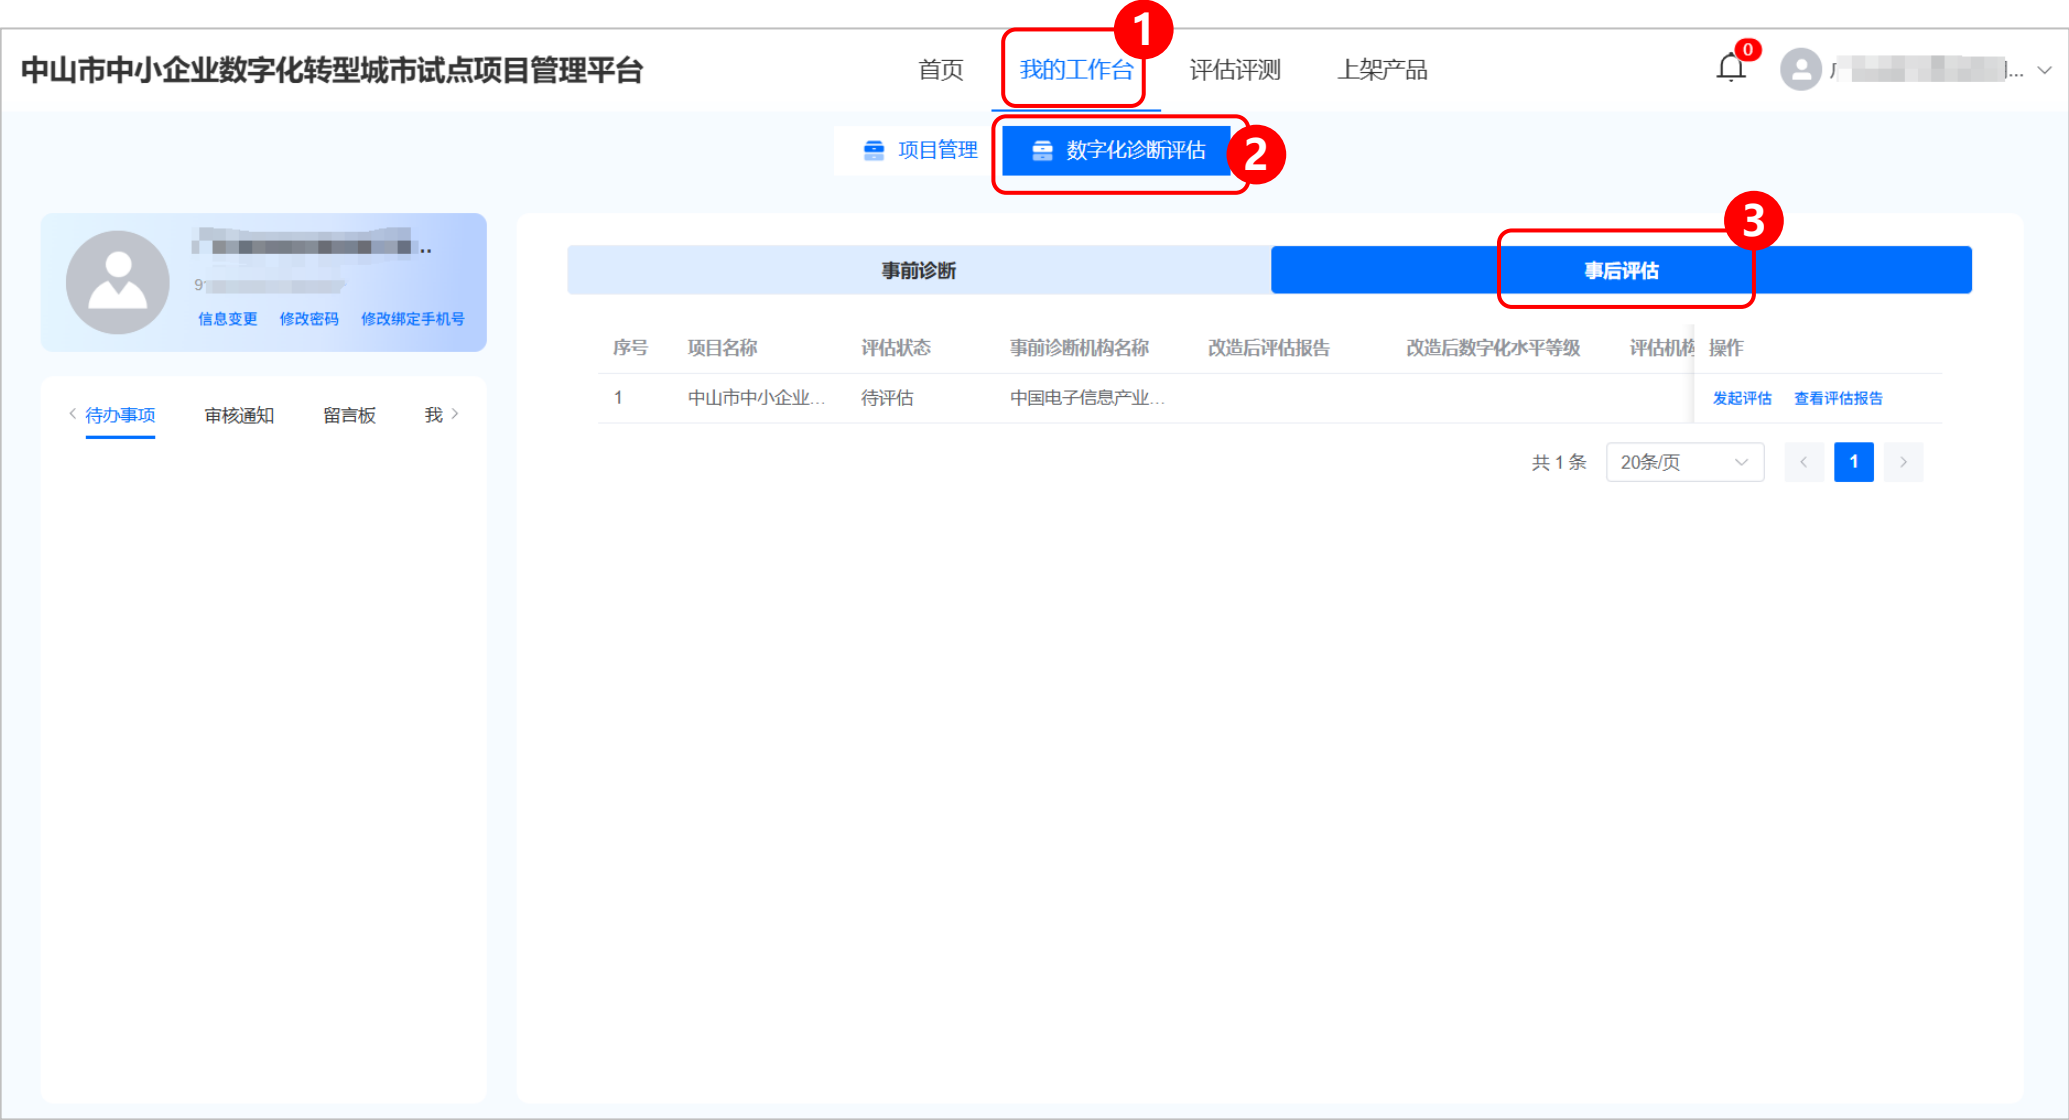 1
中山市中小企业数字化转型城市试点项目管理平台
首页 我的工作台 评估评测 上架产品 0 ...
项目管理 数字化诊断评估 2
3
..
9
信息变更 修改密码 修改绑定手机号
事前诊断 事后评估
序号 项目名称 评估状态 事前诊断机构名称 改造后评估报告 改造后数字化水平等级 评估机构 操作
1 中山市中小企业... 待评估 中国电子信息产业... 发起评估 查看评估报告
待办事项 审核通知 留言板 我
共 1 条 20条/页 1